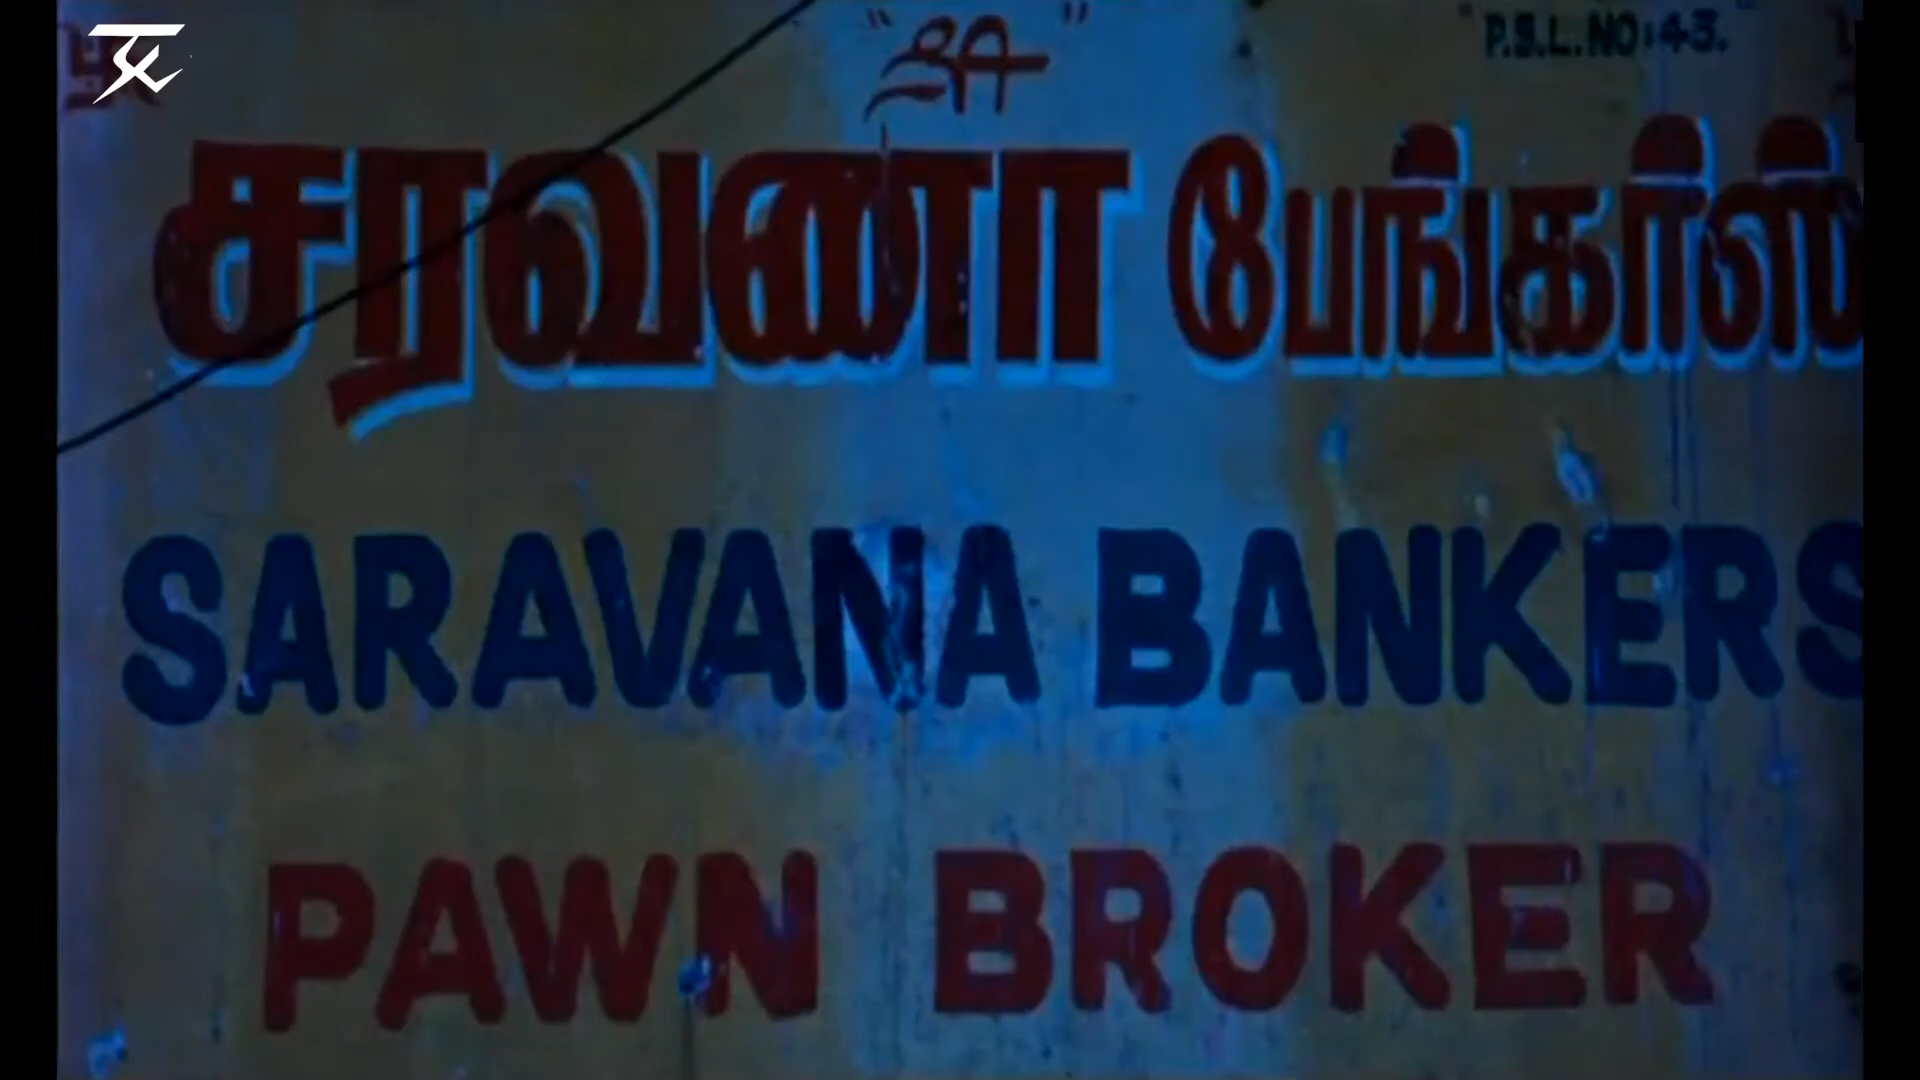 "ஸ்ரீ"
P.B.L.NO:43.
சரவணா பேங்கர்ஸ்
SARAVANA BANKERS
PAWN BROKER